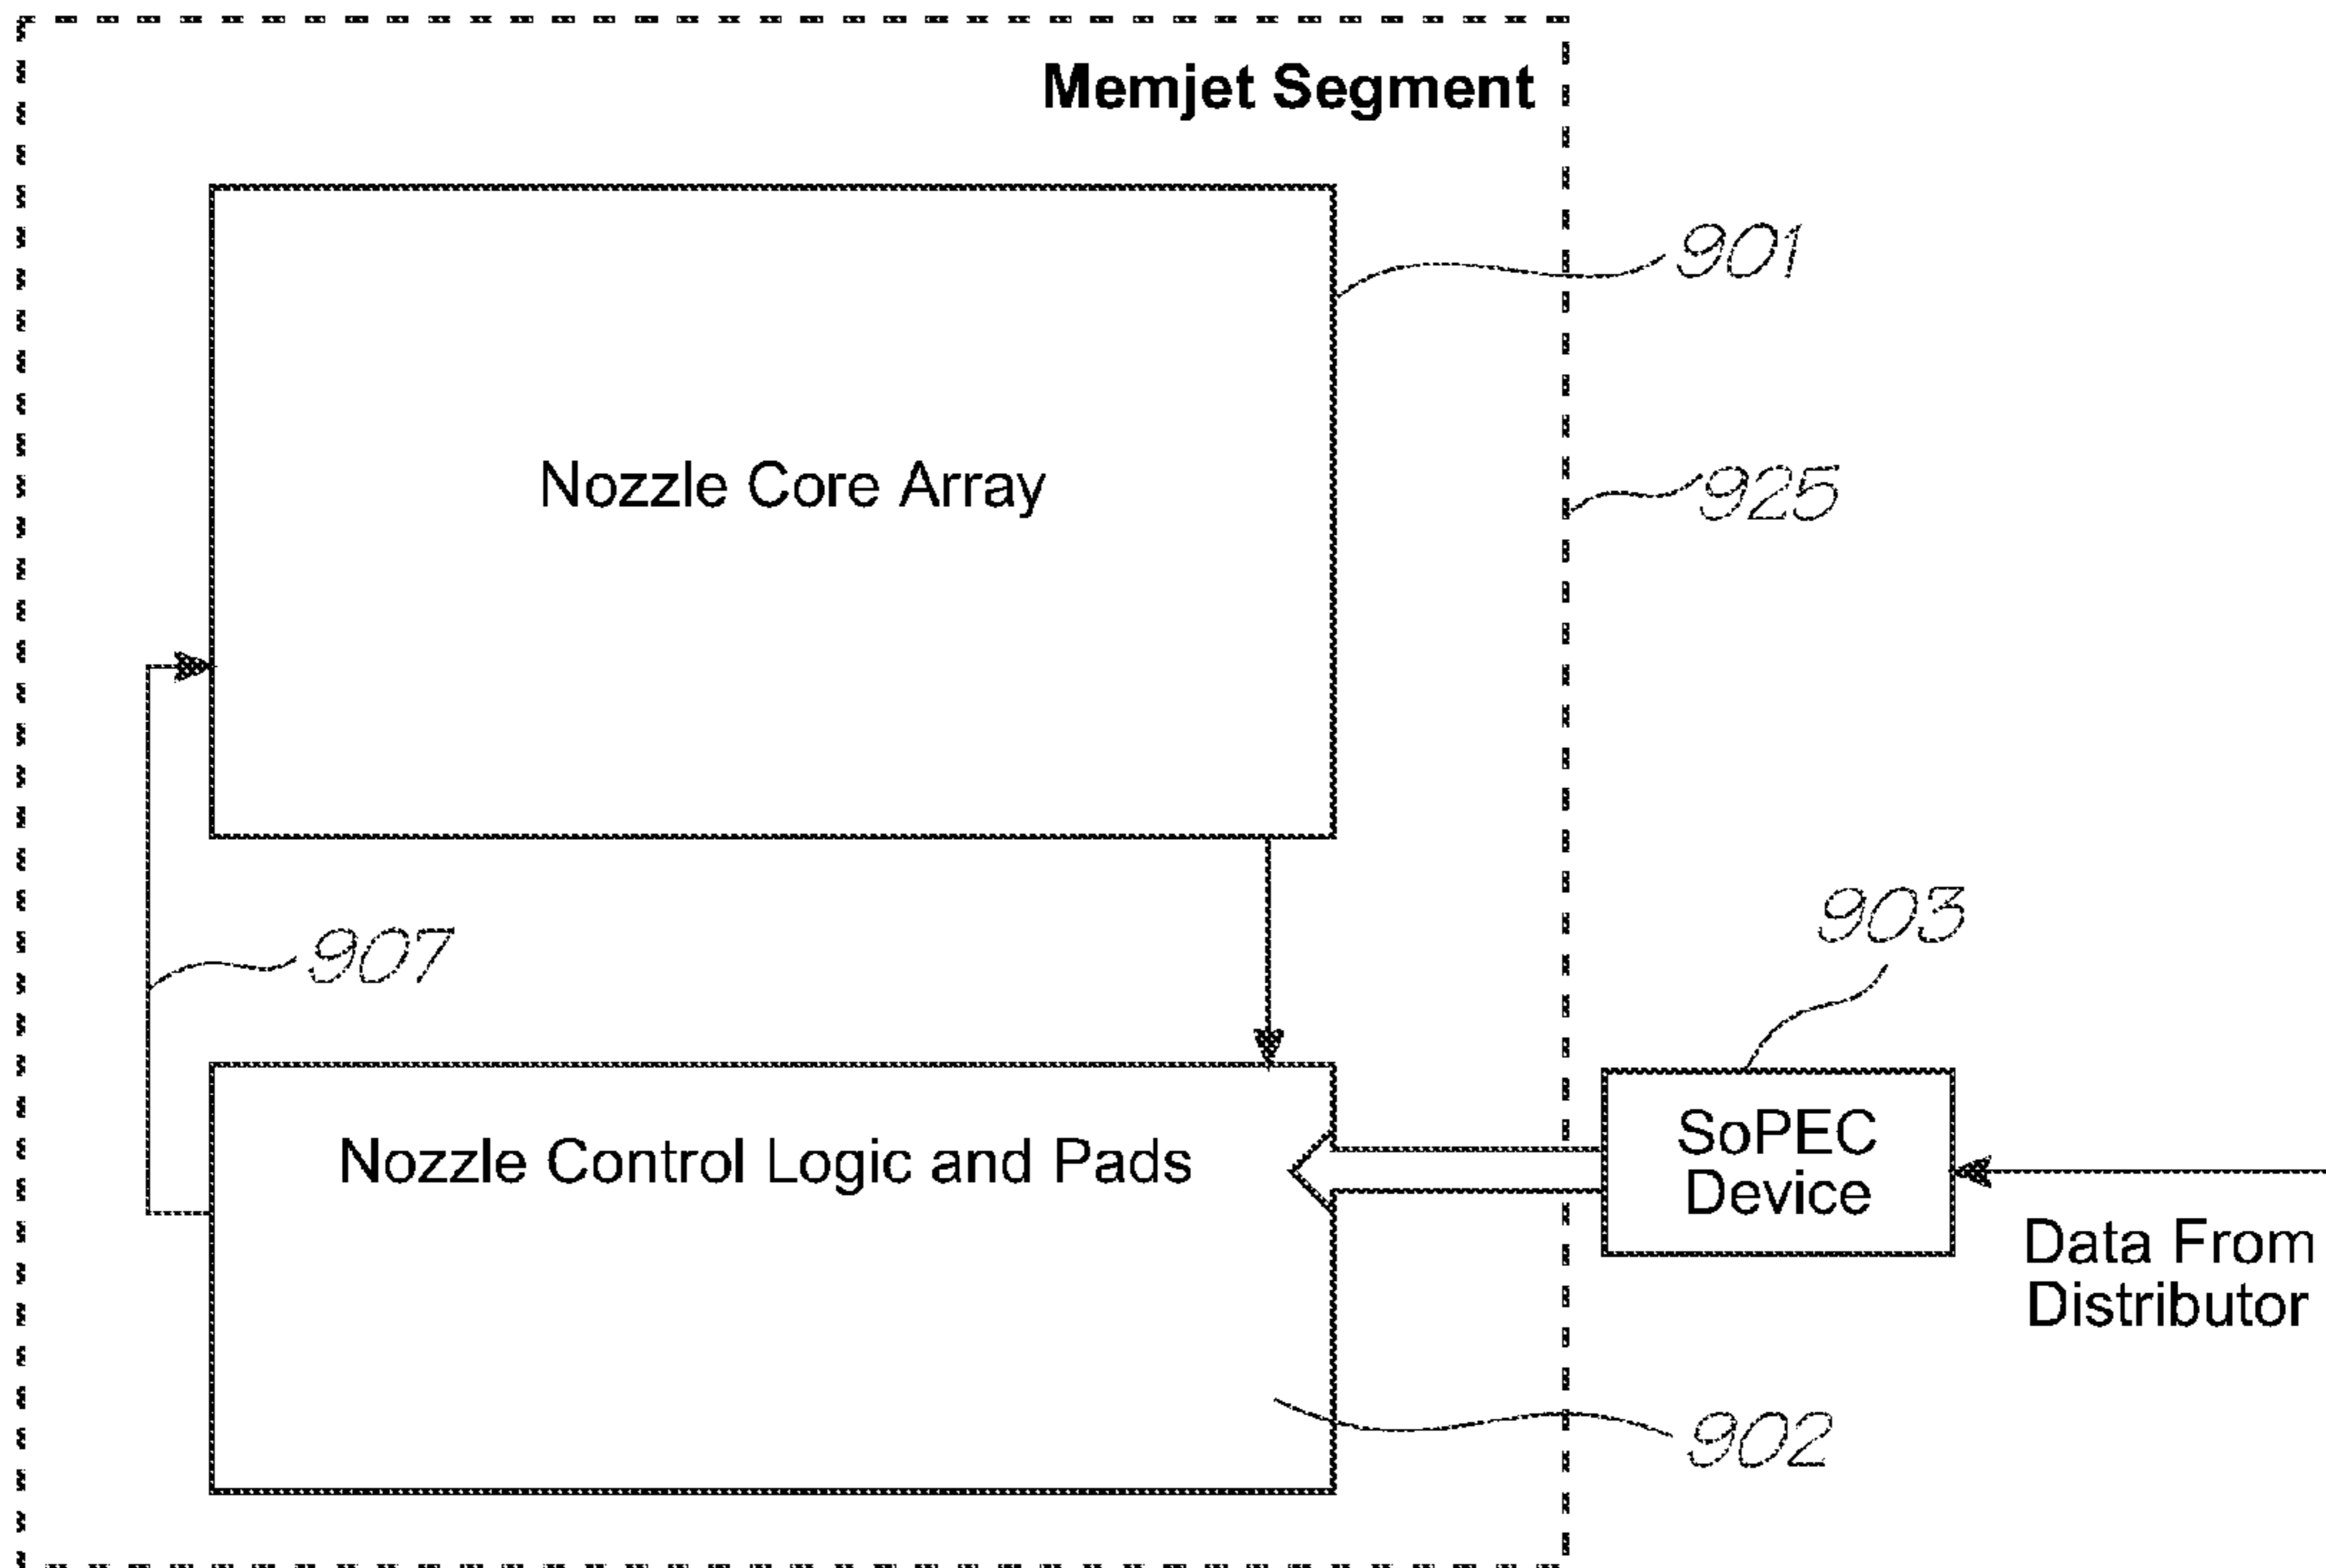 Memjet Segment
901
Nozzle Core Array
925
903
907
SoPEC
Device
Nozzle Control Logic and Pads
Data From
Distributor
902